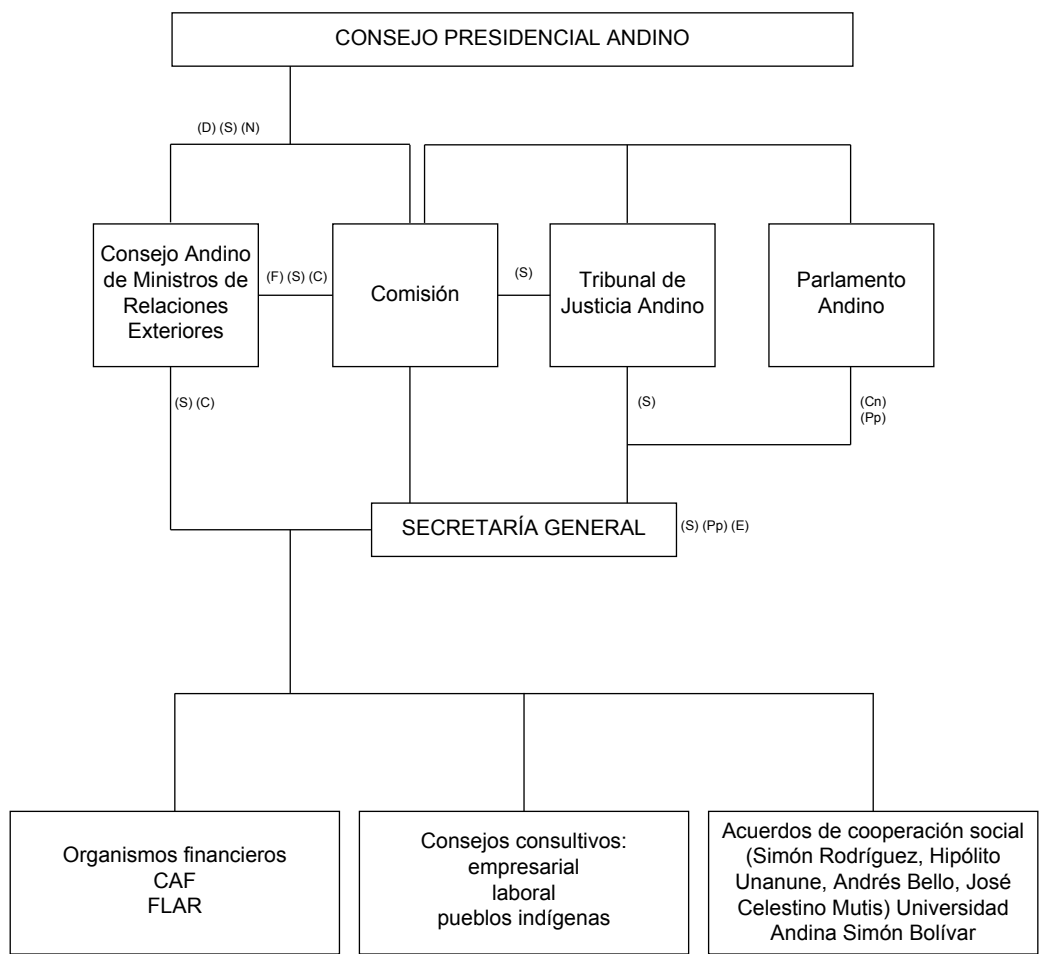 CONSEJO PRESIDENCIAL ANDINO
(D) (S) (N)
Consejo Andino
de Ministros de
Relaciones
Exteriores
(F) (S) (C)
Comisión
(S)
Tribunal de
Justicia Andino
Parlamento
Andino
(S) (C)
(S)
(Cn)
(Pp)
SECRETARÍA GENERAL
(S) (Pp) (E)
Organismos financieros
CAF
FLAR
Consejos consultivos:
empresarial
laboral
pueblos indígenas
Acuerdos de cooperación social
(Simón Rodríguez, Hipólito
Unanune, Andrés Bello, José
Celestino Mutis) Universidad
Andina Simón Bolívar